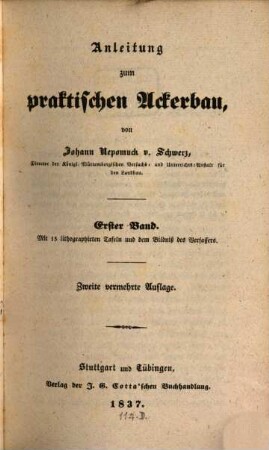 Anleitung
zum
praktischen Ackerbau,
von
Johann Nepomuck v. Schwerz,
Director der Königl. Württembergischen Versuchs- und Unterrichts-Anstalt für
den Landbau.
Erster Band.
Mit 15 lithographirten Tafeln und dem Bildniß des Verfassers.
Zweite vermehrte Auflage.
Stuttgart und Tübingen,
Verlag der J. G. Cotta'schen Buchhandlung.
1837.